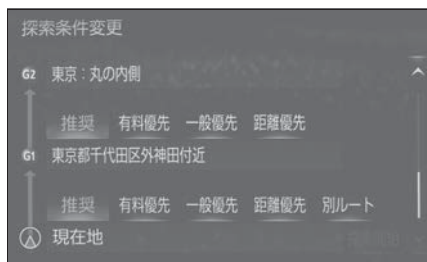 探索条件変更
G2 東京：丸の内側
推奨 有料優先 一般優先 距離優先
G1 東京都千代田区外神田付近
推奨 有料優先 一般優先 距離優先 別ルート
現在地